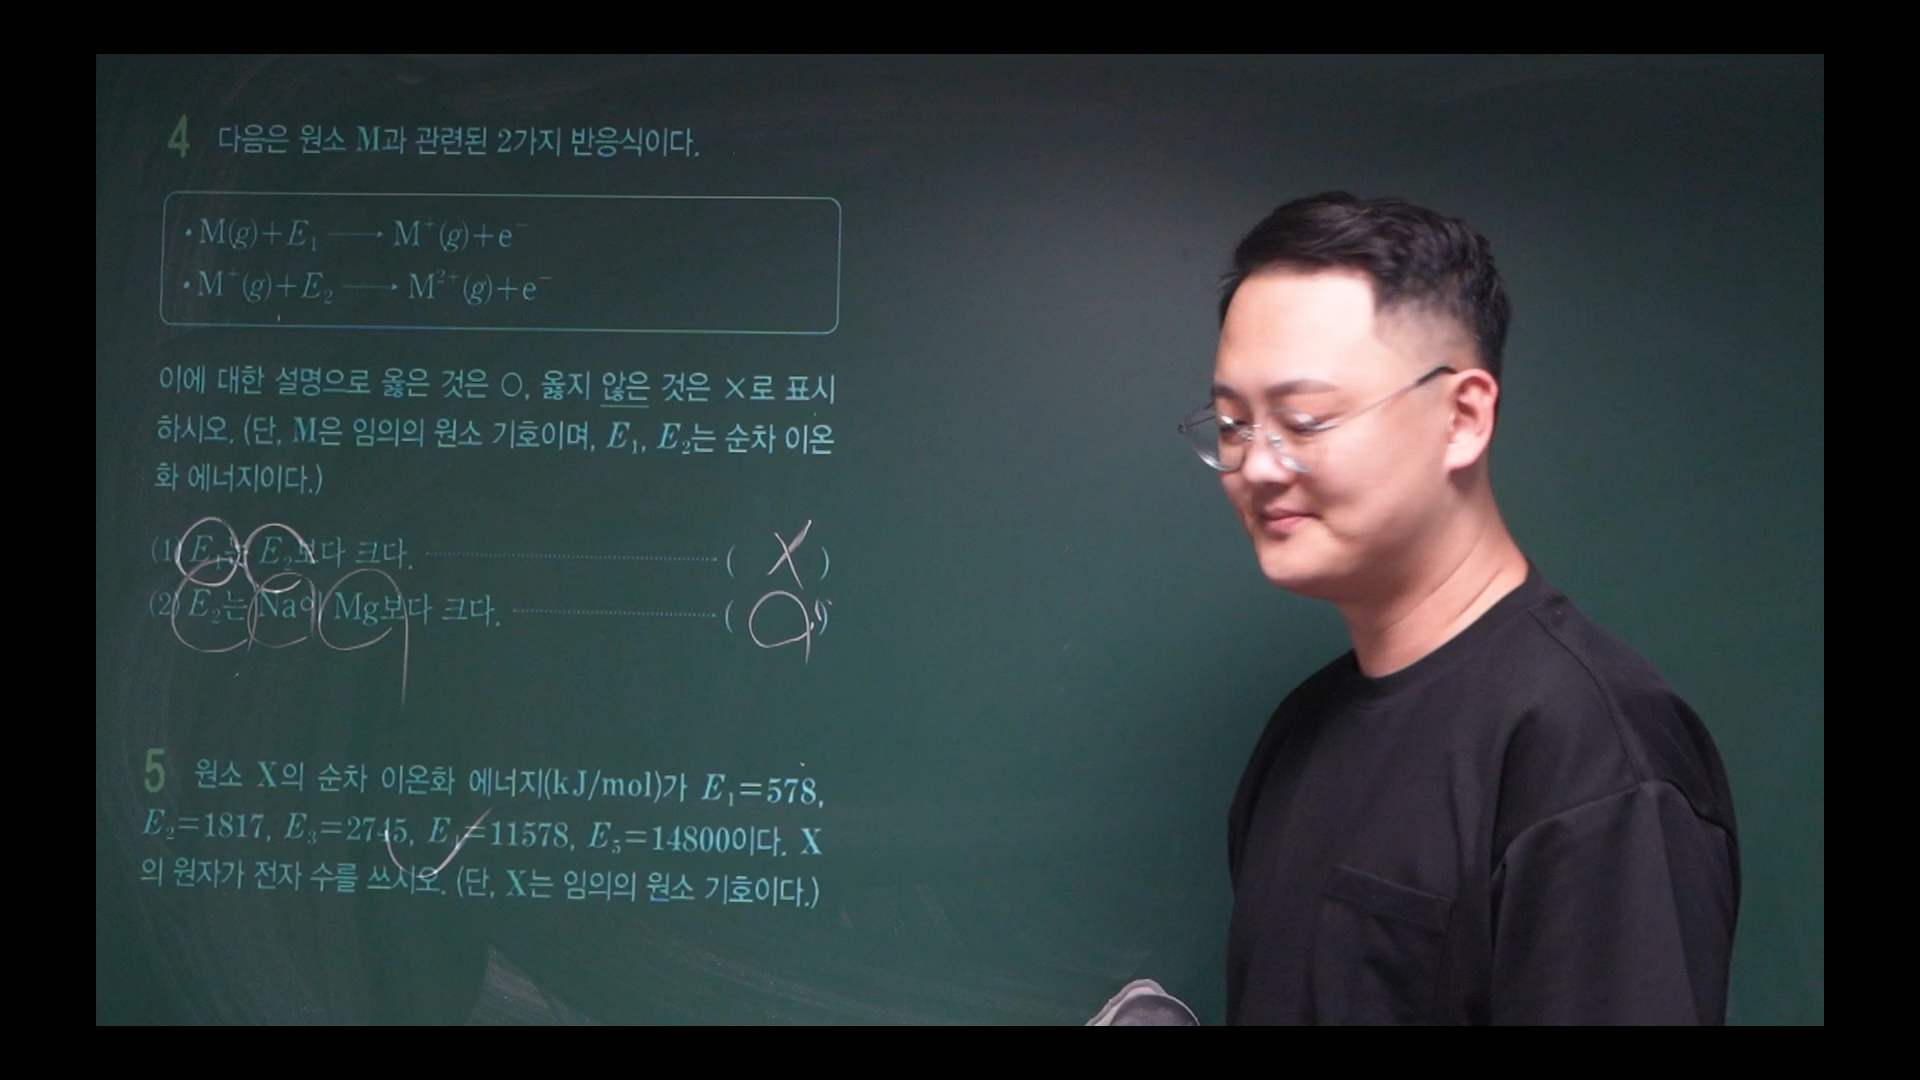 4 다음은 원소 M과 관련된 2가지 반응식이다.
• M(g)+E₁ ⟶ M⁺(g)+e⁻
• M⁺(g)+E₂ ⟶ M²⁺(g)+e⁻
이에 대한 설명으로 옳은 것은 ○, 옳지 않은 것은 ×로 표시
하시오. (단, M은 임의의 원소 기호이며, E₁, E₂는 순차 이온
화 에너지이다.)
(1) E₁는 E₂보다 크다. ( X )
(2) E₂는 Na이 Mg보다 크다. ( O )
5 원소 X의 순차 이온화 에너지(kJ/mol)가 E₁=578,
E₂=1817, E₃=2745, E₄=11578, E₅=14800이다. X
의 원자가 전자 수를 쓰시오. (단, X는 임의의 원소 기호이다.)